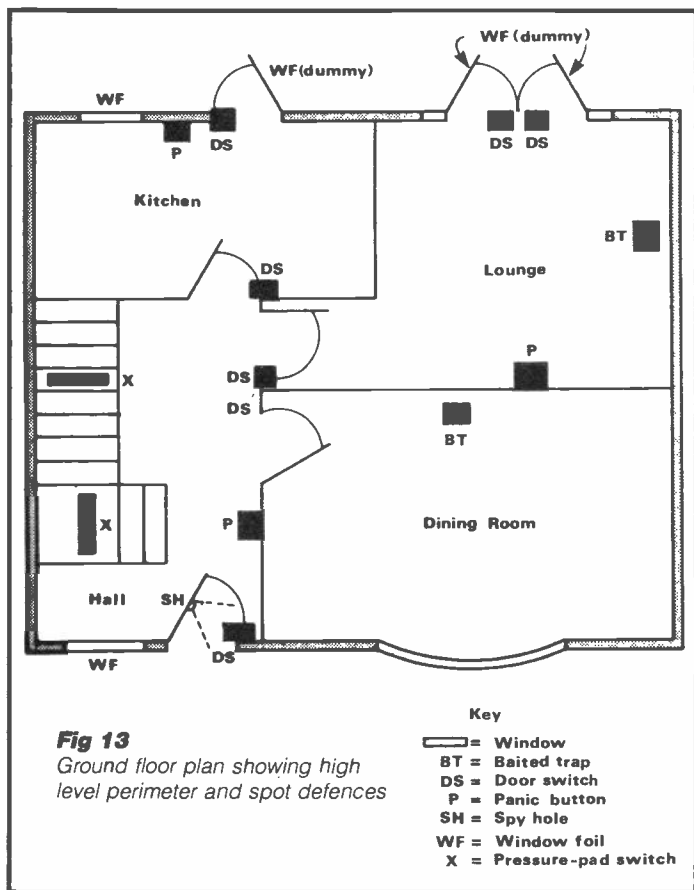 WF (dummy)
WF(dummy)
WF
P
DS
DS
DS
Kitchen
BT
DS
Lounge
P
X
DS
DS
BT
X
P
Dining Room
Hall
SH
WF
DS
Key
= Window
BT = Baited trap
DS = Door switch
P = Panic button
SH = Spy hole
WF = Window foil
X = Pressure-pad switch
Fig 13
Ground floor plan showing high
level perimeter and spot defences